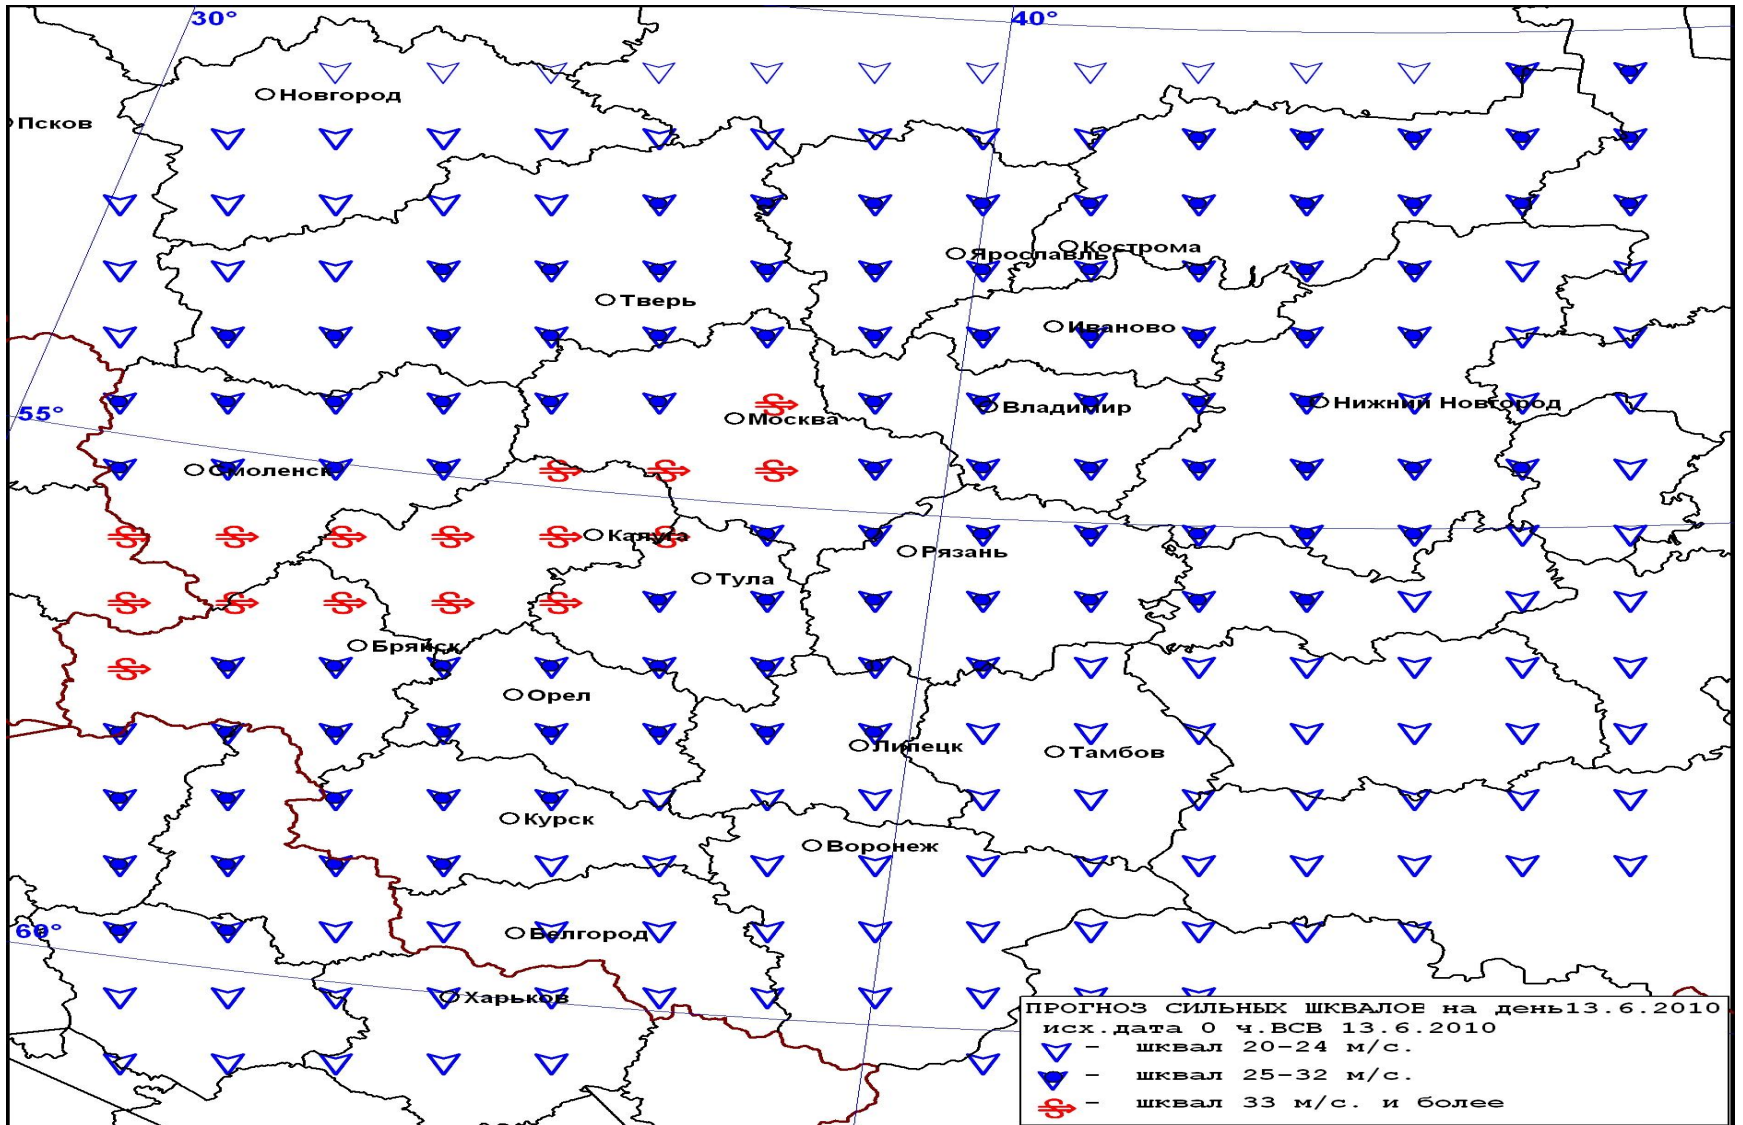 30°
40°
Новгород
Псков
Кострома
Ярославль
Тверь
Иваново
55°
Москва
Владимир
Нижний Новгород
Смоленск
Калуга
Рязань
Тула
Брянск
Орел
Липецк
Тамбов
Курск
Воронеж
60°
Белгород
Харьков
ПРОГНОЗ СИЛЬНЫХ ШКВАЛОВ на день13.6.2010
исх.дата 0 ч.ВСВ 13.6.2010
- шквал 20-24 м/с.
- шквал 25-32 м/с.
S - шквал 33 м/с. и более